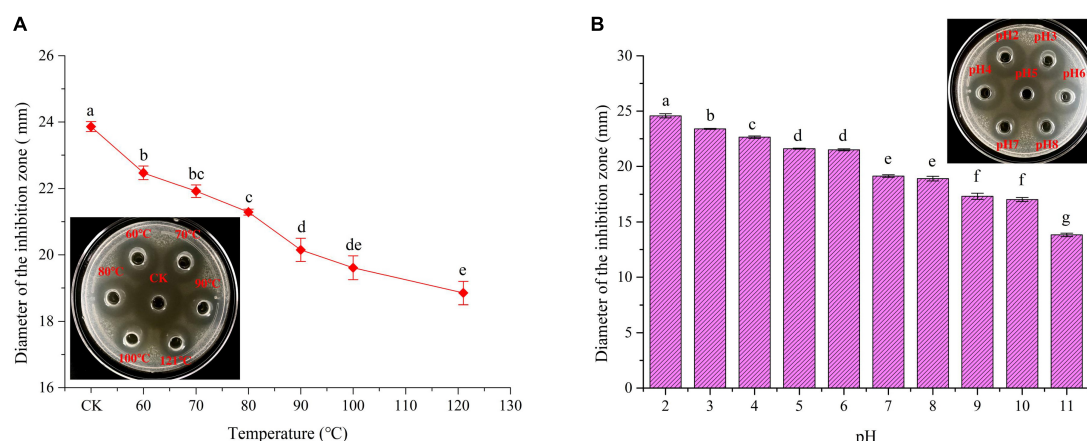 A
Diameter of the inhibition zone ( mm)
26
24
22
20
18
16
CK
60
70
80
90
100
110
120
130
Temperature (℃)
a
b
bc
c
d
de
e
60℃
70℃
80℃
CK
90℃
100℃
121℃
B
Diameter of the inhibition zone (mm)
30
25
20
15
10
5
0
2
3
4
5
6
7
8
9
10
11
pH
a
b
c
d
d
e
e
f
f
g
pH2
pH3
pH4
pH5
pH6
pH7
pH8